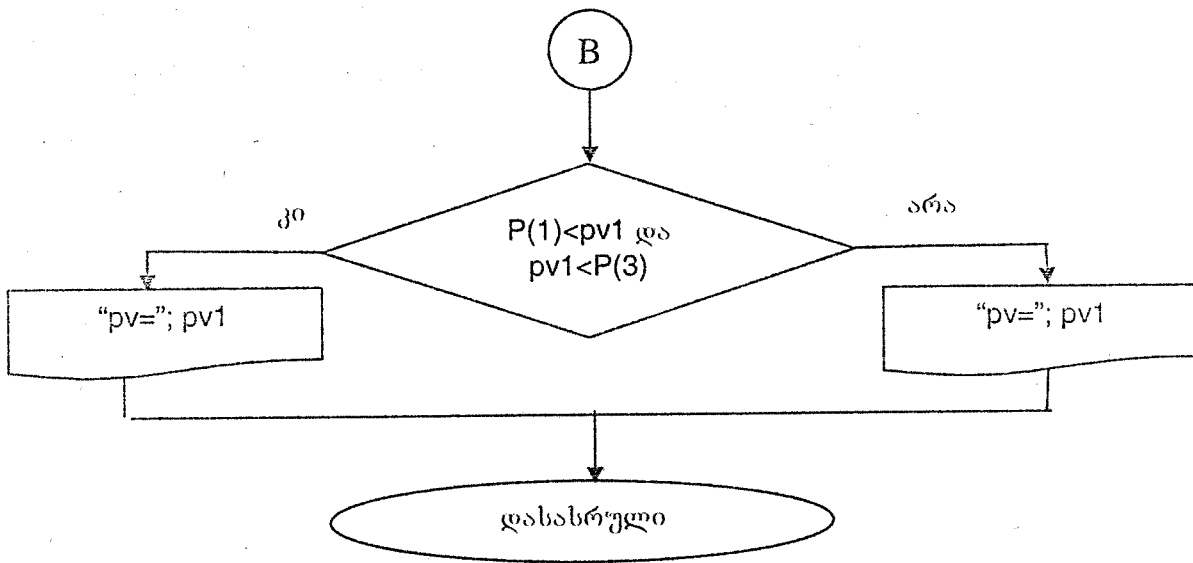 B
კი
არა
P(1)<pv1 და
pv1<P(3)
“pv=”; pv1
“pv=”; pv1
დასასრული